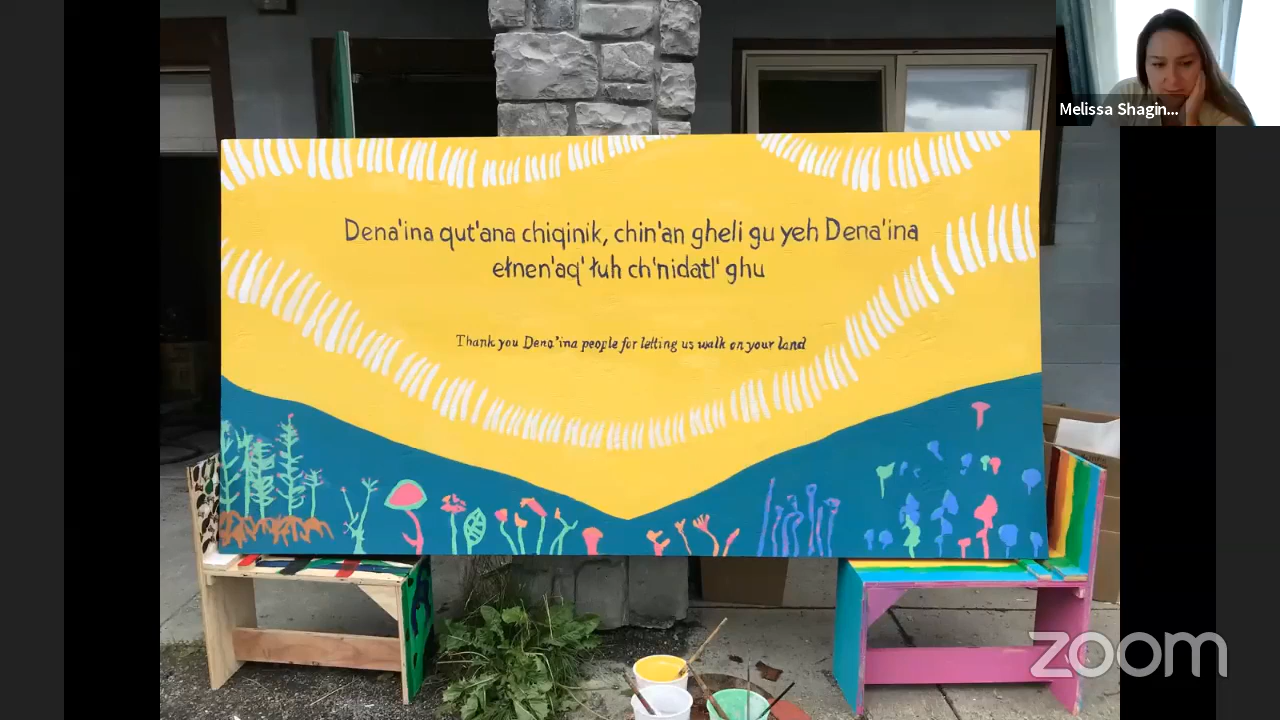 Melissa Shagin...
Dena'ina qut'ana chiqinik, chin'an gheli gu yeh Dena'ina
ełnen'aq' łuh ch'nidatl' ghu
Thank you Dena'ina people for letting us walk on your land
zoom